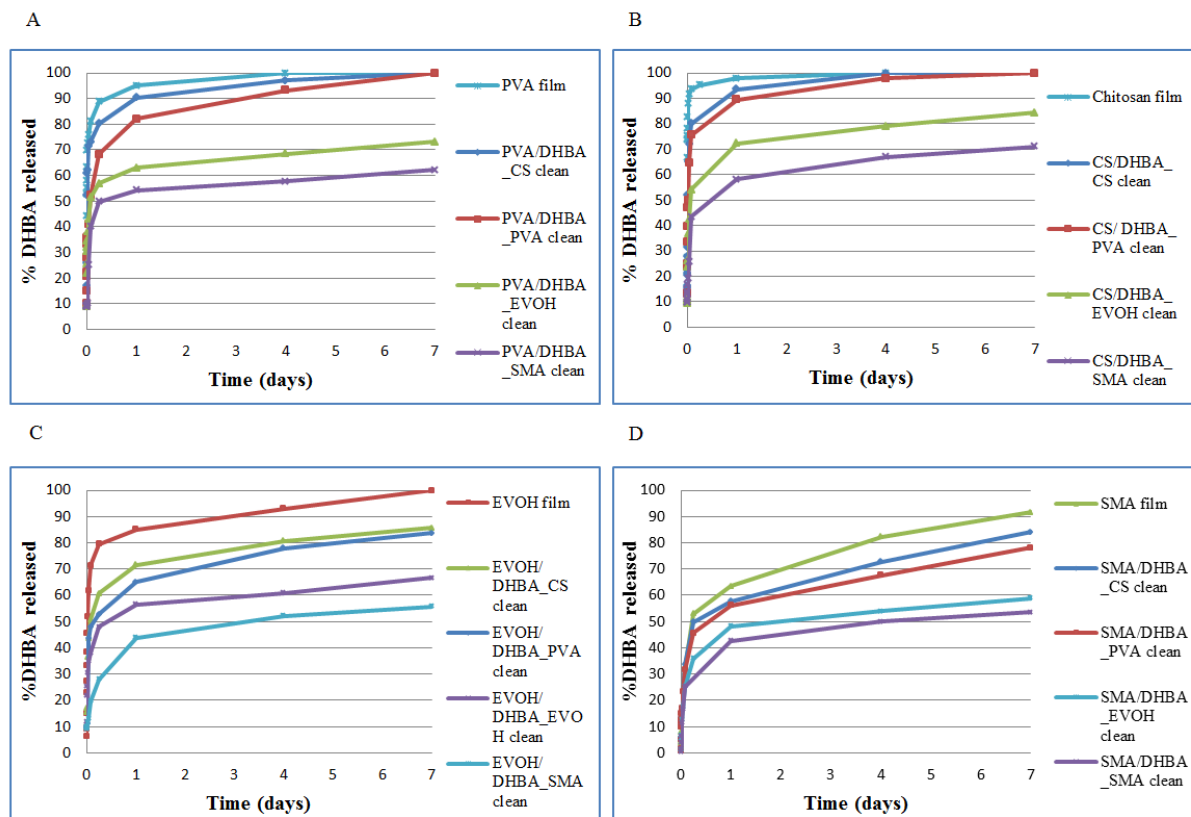 A
% DHBA released
100
90
80
70
60
50
40
30
20
10
0
0 1 2 3 4 5 6 7
Time (days)
PVA film
PVA/DHBA
_CS clean
PVA/DHBA
_PVA clean
PVA/DHBA
_EVOH
clean
PVA/DHBA
_SMA clean
B
% DHBA released
100
90
80
70
60
50
40
30
20
10
0
0 1 2 3 4 5 6 7
Time (days)
Chitosan film
CS/DHBA_
CS clean
CS/ DHBA_
PVA clean
CS/DHBA_
EVOH clean
CS/DHBA_
SMA clean
C
%DHBA released
100
90
80
70
60
50
40
30
20
10
0
0 1 2 3 4 5 6 7
Time (days)
EVOH film
EVOH/
DHBA_CS
clean
EVOH/
DHBA_PVA
clean
EVOH/
DHBA_EVO
H clean
EVOH/
DHBA_SMA
clean
D
%DHBA released
100
90
80
70
60
50
40
30
20
10
0
0 1 2 3 4 5 6 7
Time (days)
SMA film
SMA/DHBA
_CS clean
SMA/DHBA
_PVA clean
SMA/DHBA
_EVOH
clean
SMA/DHBA
_SMA clean